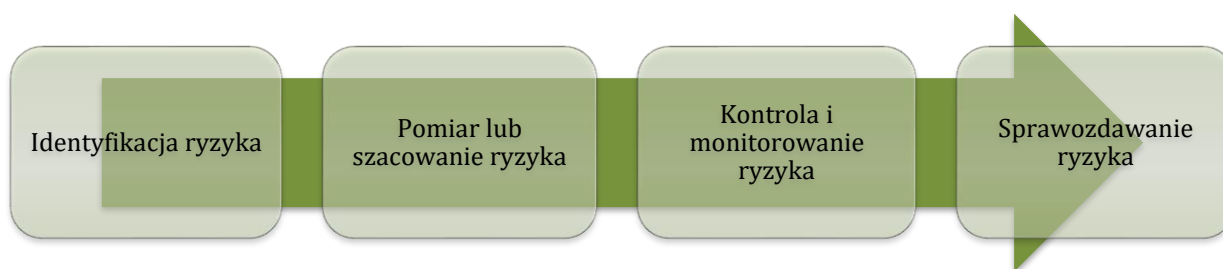 Identyfikacja ryzyka
Pomiar lub
szacowanie ryzyka
Kontrola i
monitorowanie
ryzyka
Sprawozdawanie
ryzyka